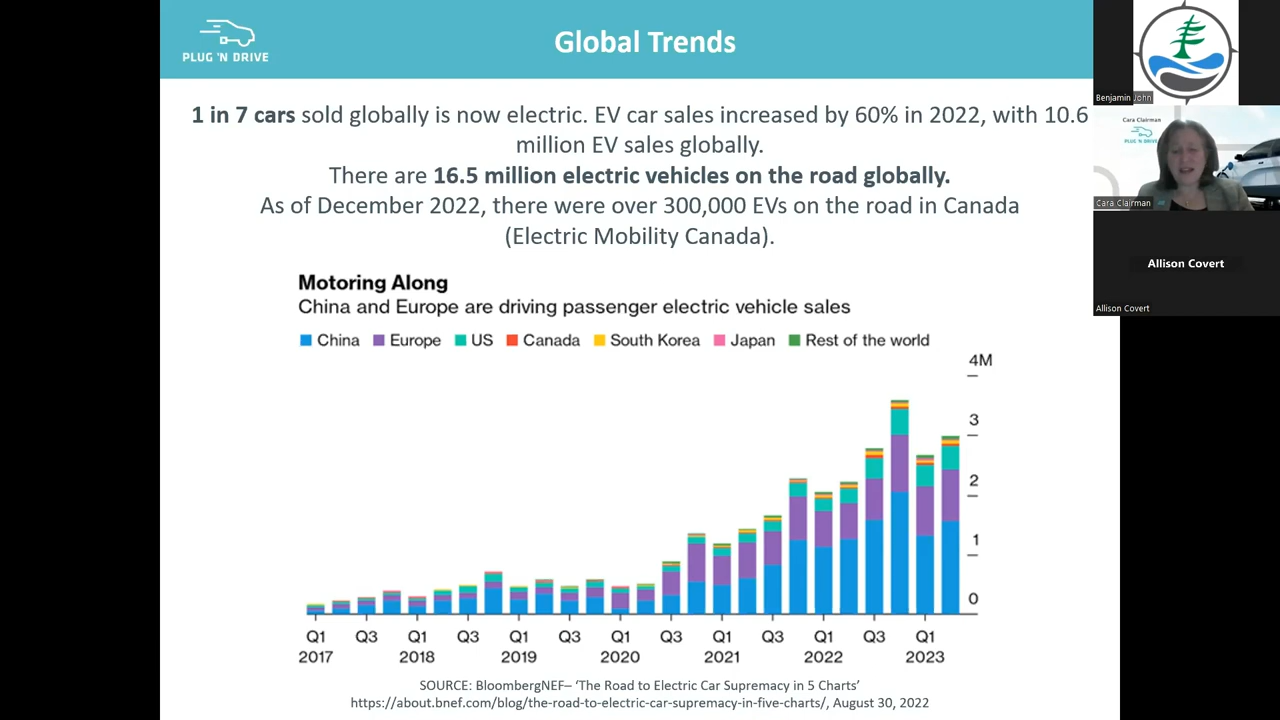 PLUG 'N DRIVE
Global Trends
1 in 7 cars sold globally is now electric. EV car sales increased by 60% in 2022, with 10.6
million EV sales globally.
There are 16.5 million electric vehicles on the road globally.
As of December 2022, there were over 300,000 EVs on the road in Canada
(Electric Mobility Canada).
Motoring Along
China and Europe are driving passenger electric vehicle sales
China Europe US Canada South Korea Japan Rest of the world
4M
3
2
1
0
Q1 Q3 Q1 Q3 Q1 Q3 Q1 Q3 Q1 Q3 Q1 Q3 Q1
2017 2018 2019 2020 2021 2022 2023
SOURCE: BloombergNEF– ‘The Road to Electric Car Supremacy in 5 Charts’
https://about.bnef.com/blog/the-road-to-electric-car-supremacy-in-five-charts/, August 30, 2022
Benjamin John
Cara Clairman
PLUG 'N DRIVE
Cara Clairman
Allison Covert
Allison Covert